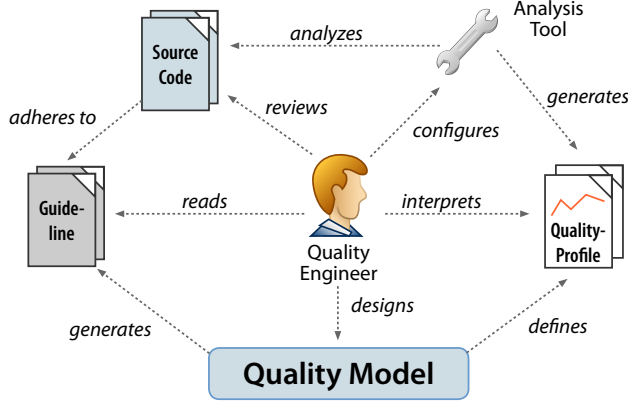 Analysis
Tool
Source
Code
analyzes
adheres to
reviews
configures
generates
Guide-
line
reads
interprets
Quality-
Profile
Quality
Engineer
designs
generates
defines
Quality Model